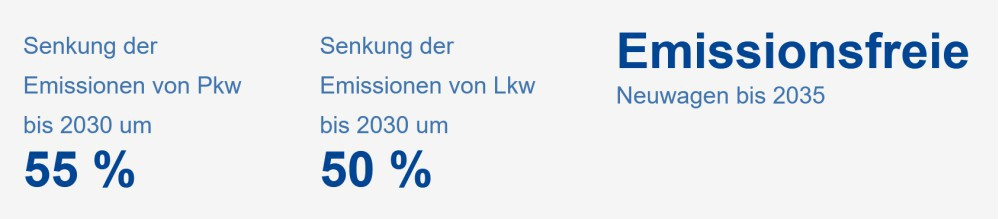 Senkung der
Emissionen von Pkw
bis 2030 um
55 %
Senkung der
Emissionen von Lkw
bis 2030 um
50 %
Emissionsfreie
Neuwagen bis 2035